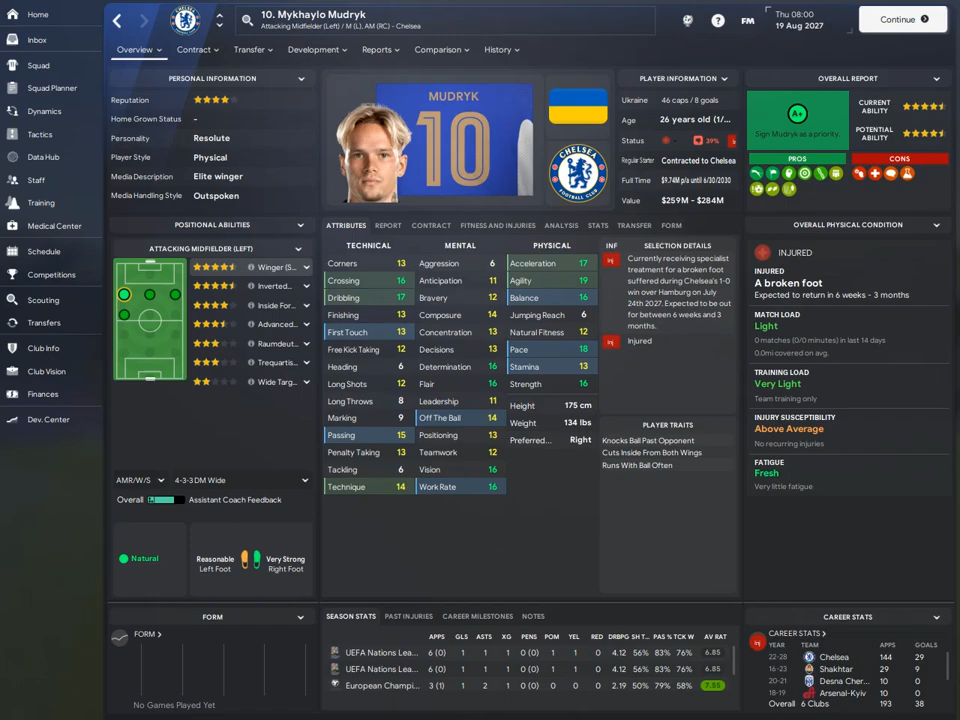 Home
Inbox
Squad
Squad Planner
Dynamics
Tactics
Data Hub
Staff
Training
Medical Center
Schedule
Competitions
Scouting
Transfers
Club Info
Club Vision
Finances
Dev. Center
10. Mykhaylo Mudryk
Attacking Midfielder (Left) / M (L), AM (RC) - Chelsea
?
FM
Thu 08:00
19 Aug 2027
Continue
Overview
Contract
Transfer
Development
Reports
Comparison
History
PERSONAL INFORMATION
Reputation
Home Grown Status -
Personality Resolute
Player Style Physical
Media Description Elite winger
Media Handling Style Outspoken
MUDRYK
10
CHELSEA
FOOTBALL CLUB
PLAYER INFORMATION
Ukraine 46 caps / 8 goals
Age 26 years old (1/...
Status - 39%
Regular Starter Contracted to Chelsea
Full Time $9.74M p/a until 6/30/2030
Value $259M - $284M
OVERALL REPORT
A+
Sign Mudryk as a priority.
CURRENT ABILITY
POTENTIAL ABILITY
PROS
CONS
POSITIONAL ABILITIES
ATTACKING MIDFIELDER (LEFT)
Winger (S...
Inverted...
Inside For...
Advanced...
Raumdeut...
Trequartis...
Wide Targ...
AMR/W/S
4-3-3 DM Wide
Overall Assistant Coach Feedback
Natural
Reasonable
Left Foot
Very Strong
Right Foot
ATTRIBUTES REPORT CONTRACT FITNESS AND INJURIES ANALYSIS STATS TRANSFER FORM
TECHNICAL
Corners 13
Crossing 16
Dribbling 17
Finishing 13
First Touch 13
Free Kick Taking 12
Heading 6
Long Shots 12
Long Throws 8
Marking 9
Passing 15
Penalty Taking 13
Tackling 6
Technique 14
MENTAL
Aggression 6
Anticipation 11
Bravery 12
Composure 14
Concentration 13
Decisions 13
Determination 16
Flair 16
Leadership 11
Off The Ball 14
Positioning 13
Teamwork 12
Vision 16
Work Rate 16
PHYSICAL
Acceleration 17
Agility 19
Balance 16
Jumping Reach 6
Natural Fitness 12
Pace 18
Stamina 13
Strength 16
Height 175 cm
Weight 134 lbs
Preferred... Right
INF SELECTION DETAILS
Inj Currently receiving specialist
treatment for a broken foot
suffered during Chelsea's 1-0
win over Hamburg on July
24th 2027. Expected to be out
for between 6 weeks and 3
months.
Inj Injured
PLAYER TRAITS
Knocks Ball Past Opponent
Cuts Inside From Both Wings
Runs With Ball Often
OVERALL PHYSICAL CONDITION
INJURED
INJURED
A broken foot
Expected to return in 6 weeks - 3 months
MATCH LOAD
Light
0 matches (0/0 minutes) in last 14 days
0.0mi covered on avg.
TRAINING LOAD
Very Light
Team training only
INJURY SUSCEPTIBILITY
Above Average
No recurring injuries
FATIGUE
Fresh
Very little fatigue
FORM
FORM >
No Games Played Yet
SEASON STATS PAST INJURIES CAREER MILESTONES NOTES
APPS GLS ASTS XG PENS POM YEL RED DRBPG SH T... PAS % TCK W AV RAT
UEFA Nations Lea... 6 (0) 1 1 1 0 (0) 1 1 0 4.12 56% 83% 76% 6.85
UEFA Nations Lea... 6 (0) 1 1 1 0 (0) 1 1 0 4.12 56% 83% 76% 6.85
European Champi... 3 (1) 1 2 1 0 (0) 0 0 0 2.19 50% 79% 58% 7.55
CAREER STATS
Inj
CAREER STATS >
YEAR TEAM APPS GOALS
22-28 Chelsea 144 29
16-23 Shakhtar 29 9
20-21 Desna Cher... 10 0
18-19 Arsenal-Kyiv 10 0
Overall 6 Clubs 193 38